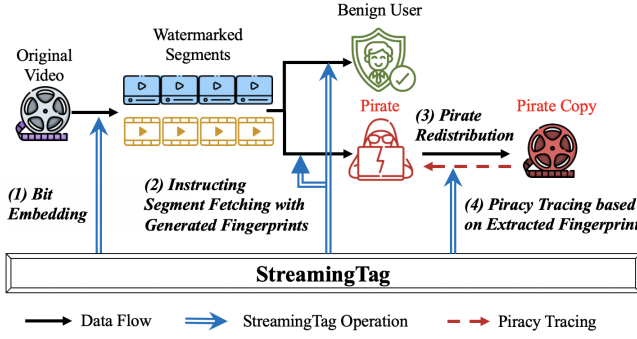 Benign User
Watermarked
Segments
Original
Video
Pirate
(3) Pirate
Redistribution
Pirate Copy
(1) Bit
Embedding
(2) Instructing
Segment Fetching with
Generated Fingerprints
(4) Piracy Tracing based
on Extracted Fingerprint
StreamingTag
Data Flow
StreamingTag Operation
Piracy Tracing